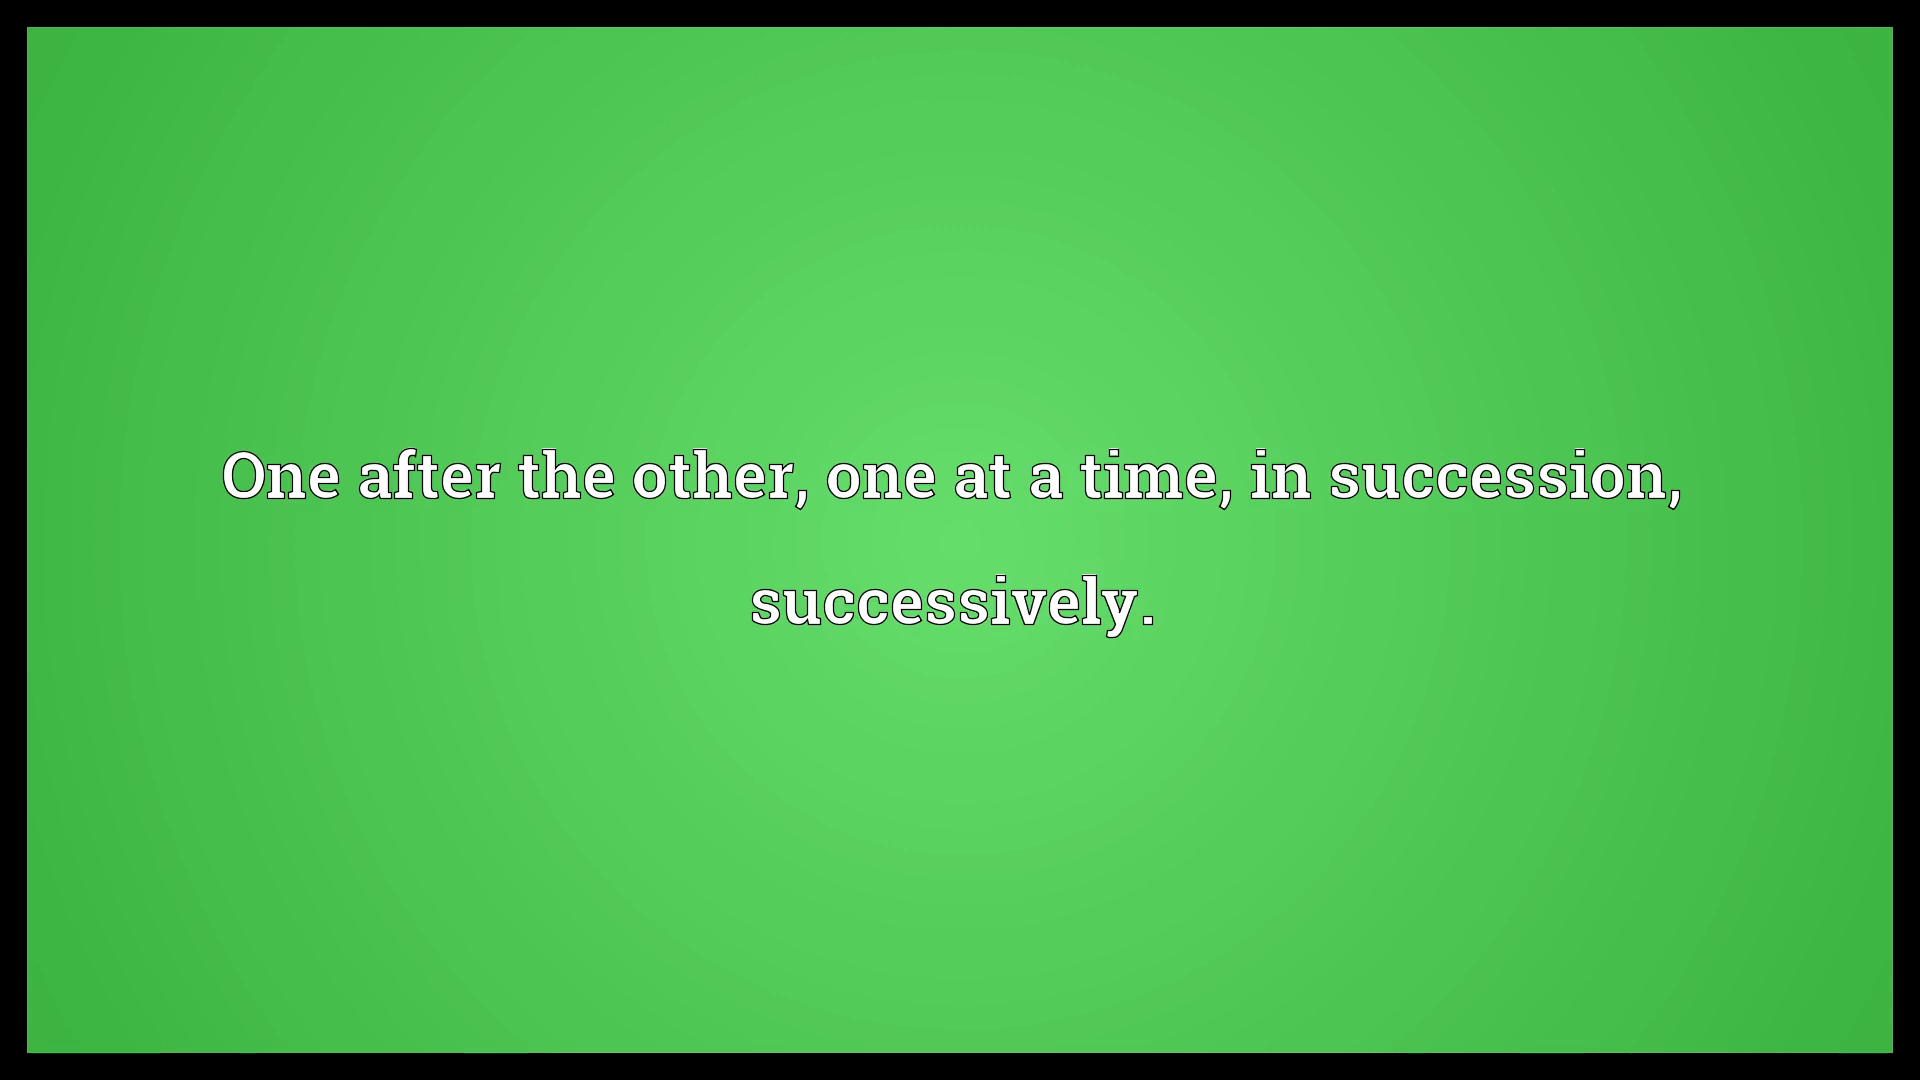 One after the other, one at a time, in succession,
successively.